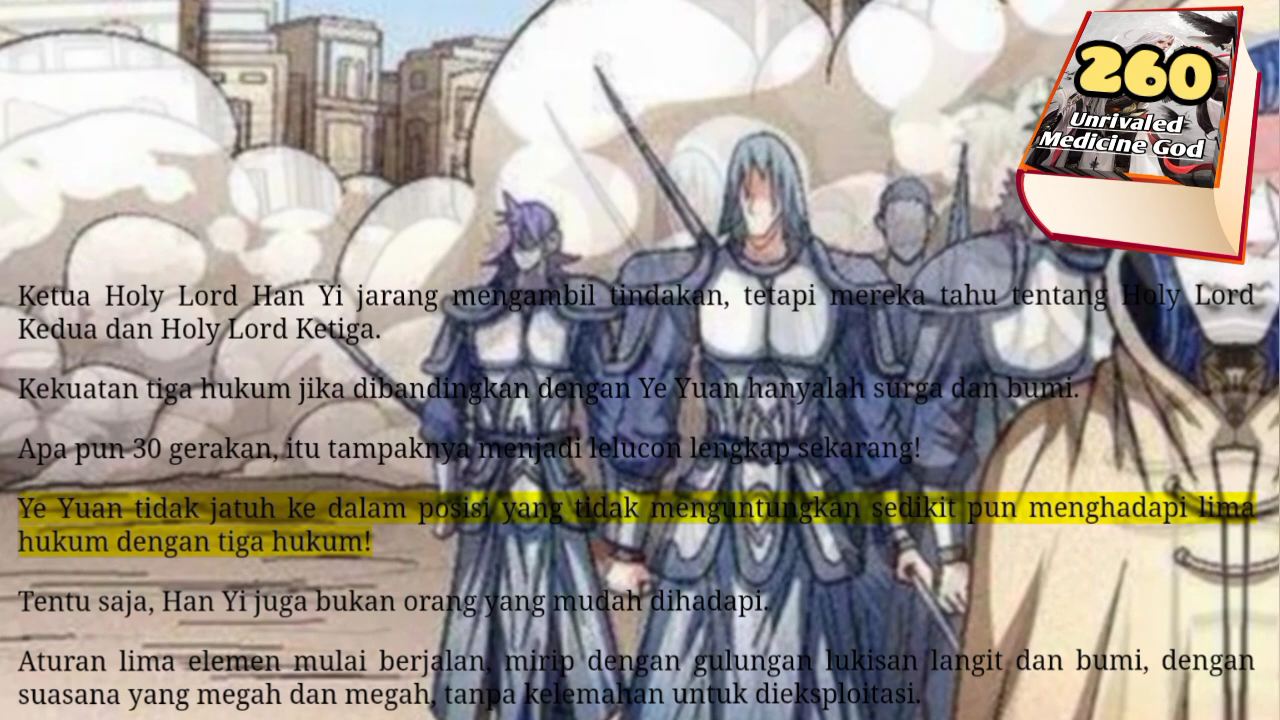 260
Unrivaled
Medicine God
Ketua Holy Lord Han Yi jarang mengambil tindakan, tetapi mereka tahu tentang Holy Lord
Kedua dan Holy Lord Ketiga.
Kekuatan tiga hukum jika dibandingkan dengan Ye Yuan hanyalah surga dan bumi.
Apa pun 30 gerakan, itu tampaknya menjadi lelucon lengkap sekarang!
Ye Yuan tidak jatuh ke dalam posisi yang tidak menguntungkan sedikit pun menghadapi lima
hukum dengan tiga hukum!
Tentu saja, Han Yi juga bukan orang yang mudah dihadapi.
Aturan lima elemen mulai berjalan, mirip dengan gulungan lukisan langit dan bumi, dengan
suasana yang megah dan megah, tanpa kelemahan untuk dieksploitasi.